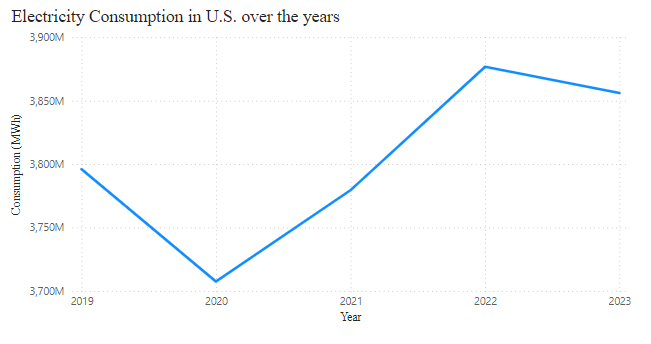 Electricity Consumption in U.S. over the years
3,900M
3,850M
3,800M
3,750M
3,700M
Consumption (MWh)
2019 2020 2021 2022 2023
Year